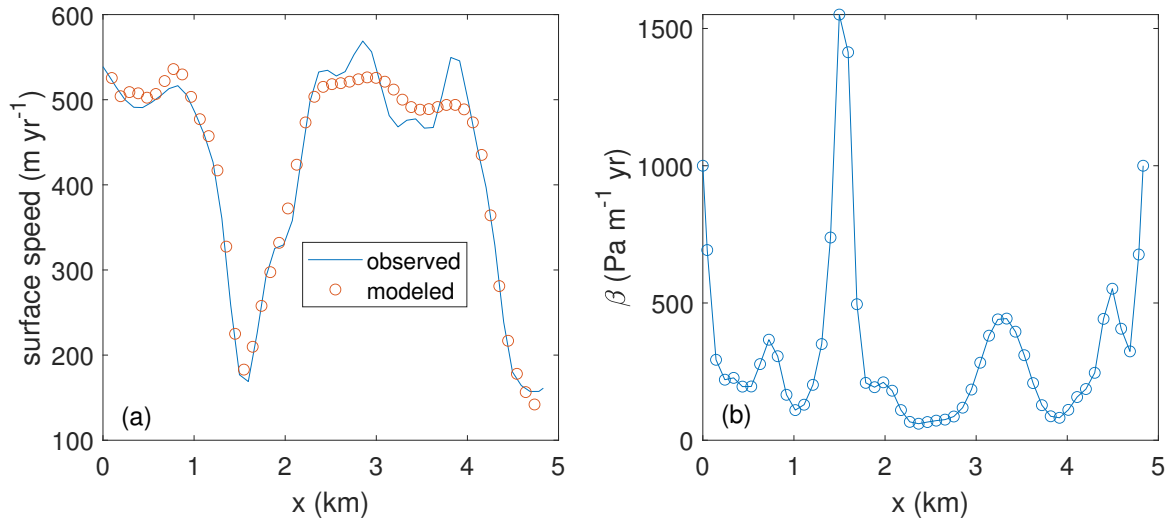 600
500
400
300
200
100
surface speed (m yr⁻¹)
observed
modeled
(a)
0 1 2 3 4 5
x (km)
1500
1000
500
0
β (Pa m⁻¹ yr)
(b)
0 1 2 3 4 5
x (km)